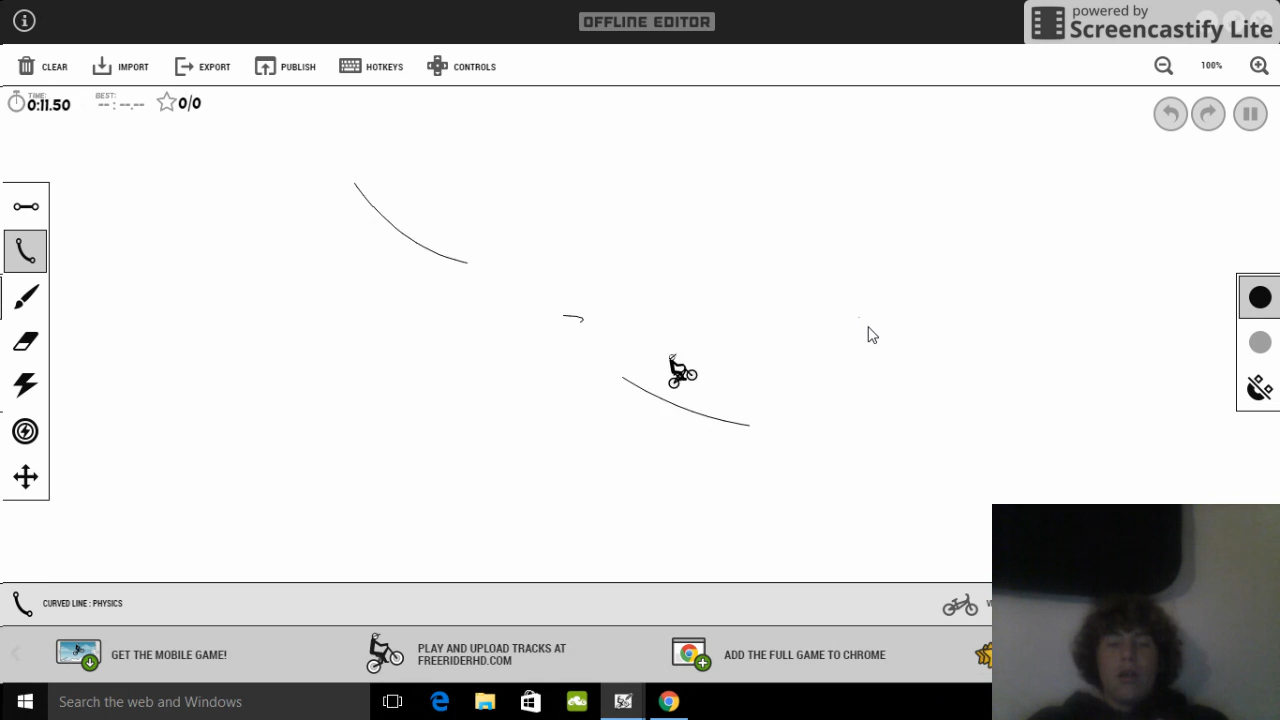 OFFLINE EDITOR
powered by
Screencastify Lite
CLEAR IMPORT EXPORT PUBLISH HOTKEYS CONTROLS 100%
TIME: 0:11.50 BEST: -- : --.-- 0/0
CURVED LINE : PHYSICS
GET THE MOBILE GAME!
PLAY AND UPLOAD TRACKS AT
FREERIDERHD.COM
ADD THE FULL GAME TO CHROME
Search the web and Windows